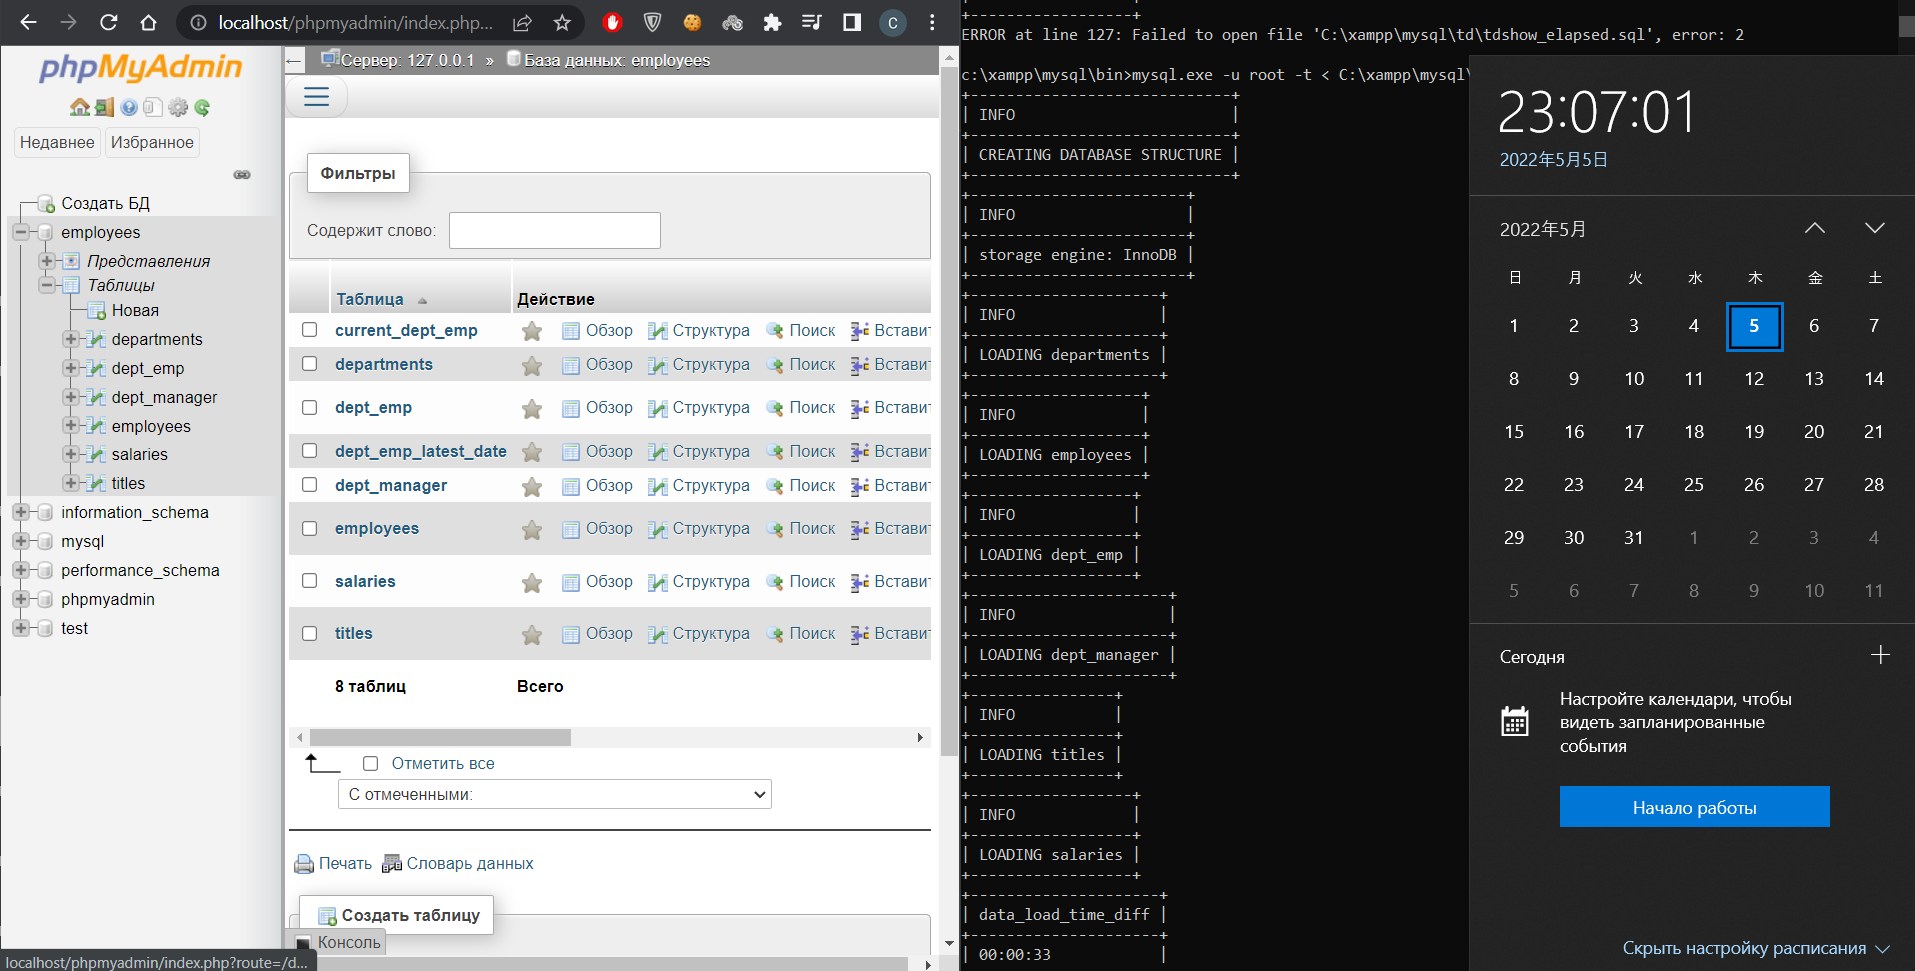 localhost/phpmyadmin/index.php...
C
phpMyAdmin
Недавнее
Избранное
Создать БД
employees
Представления
Таблицы
Новая
departments
dept_emp
dept_manager
employees
salaries
titles
information_schema
mysql
performance_schema
phpmyadmin
test
localhost/phpmyadmin/index.php?route=/d...
Сервер: 127.0.0.1 » База данных: employees
Фильтры
Содержит слово:
Таблица Действие
current_dept_emp Обзор Структура Поиск Вставит
departments Обзор Структура Поиск Вставит
dept_emp Обзор Структура Поиск Вставит
dept_emp_latest_date Обзор Структура Поиск Вставит
dept_manager Обзор Структура Поиск Вставит
employees Обзор Структура Поиск Вставит
salaries Обзор Структура Поиск Вставит
titles Обзор Структура Поиск Вставит
8 таблиц Всего
Отметить все
С отмеченными:
Печать Словарь данных
Создать таблицу
Консоль
+------------------+
ERROR at line 127: Failed to open file 'C:\xampp\mysql\td\tdshow_elapsed.sql', error: 2
c:\xampp\mysql\bin>mysql.exe -u root -t < C:\xampp\mysql\
+-----------------------------+
| INFO                        |
+-----------------------------+
| CREATING DATABASE STRUCTURE |
+-----------------------------+
+------------------------+
| INFO                   |
+------------------------+
| storage engine: InnoDB |
+------------------------+
+---------------------+
| INFO                |
+---------------------+
| LOADING departments |
+---------------------+
+-------------------+
| INFO              |
+-------------------+
| LOADING employees |
+-------------------+
+------------------+
| INFO             |
+------------------+
| LOADING dept_emp |
+------------------+
+----------------------+
| INFO                 |
+----------------------+
| LOADING dept_manager |
+----------------------+
+----------------+
| INFO           |
+----------------+
| LOADING titles |
+----------------+
+------------------+
| INFO             |
+------------------+
| LOADING salaries |
+------------------+
+---------------------+
| data_load_time_diff |
+---------------------+
| 00:00:33            |
23:07:01
2022年5月5日
2022年5月
日 月 火 水 木 金 土
1 2 3 4 5 6 7
8 9 10 11 12 13 14
15 16 17 18 19 20 21
22 23 24 25 26 27 28
29 30 31 1 2 3 4
5 6 7 8 9 10 11
Сегодня
Настройте календари, чтобы
видеть запланированные
события
Начало работы
Скрыть настройку расписания